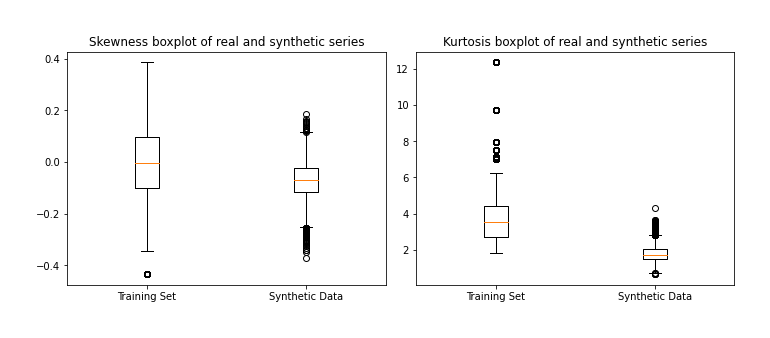 Skewness boxplot of real and synthetic series
0.4
0.2
0.0
−0.2
−0.4
Training Set
Synthetic Data
Kurtosis boxplot of real and synthetic series
12
10
8
6
4
2
Training Set
Synthetic Data